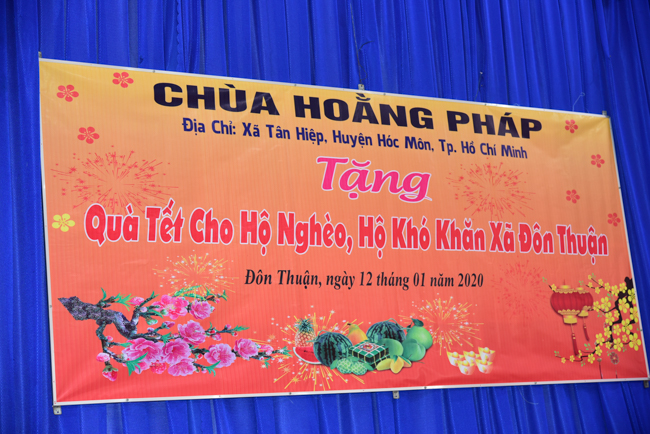 CHÙA HOẰNG PHÁP
Địa Chỉ: Xã Tân Hiệp, Huyện Hóc Môn, Tp. Hồ Chí Minh
Tặng
Quà Tết Cho Hộ Nghèo, Hộ Khó Khăn Xã Đôn Thuận
Đôn Thuận, ngày 12 tháng 01 năm 2020